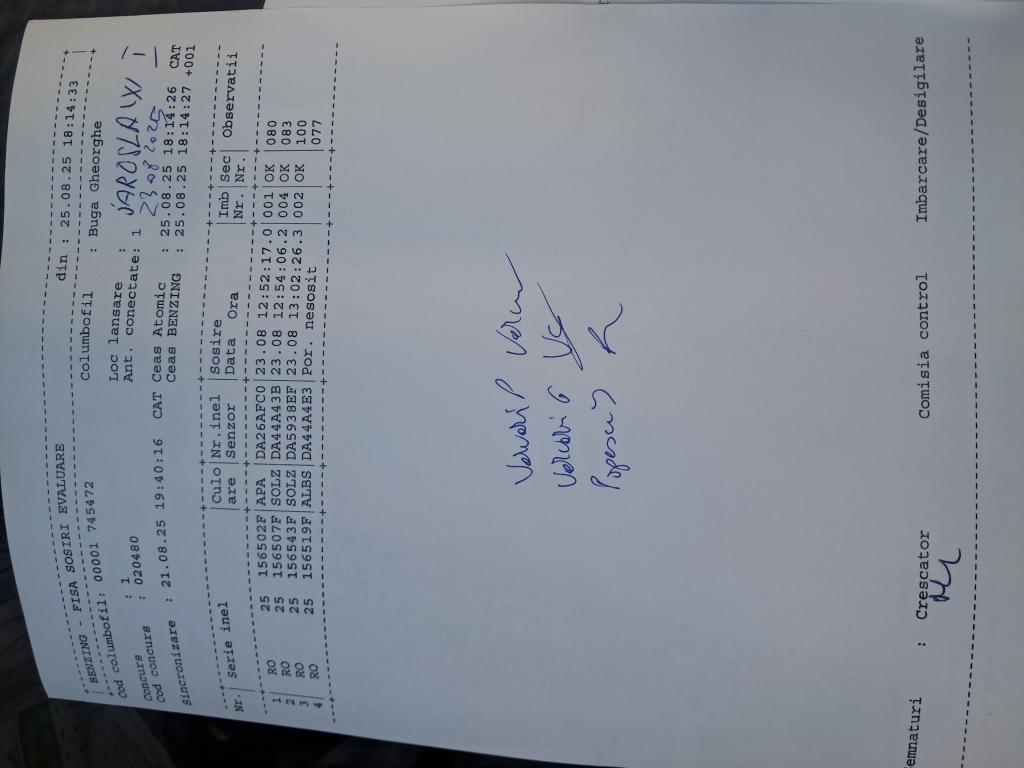 BENZING - FISA SOSIRI EVALUARE din : 25.08.25 18:14:33
Cod columbofil: 00001 745472 Columbofil : Buga Gheorghe
Concurs : 1 Loc lansare : JAROSLAW I
Cod concurs : 020480 Ant. conectate: 1 23 08 2025
Sincronizare : 21.08.25 19:40:16 CAT Ceas Atomic : 25.08.25 18:14:26 CAT
Ceas BENZING : 25.08.25 18:14:27 +001
Nr.| Serie inel |Culo|Nr.inel |Sosire |Imb|Sec| Observatii
|are |Senzor |Data Ora |Nr.|Nr.|
1| RO 25 156502F|APA |DA26AFC0|23.08 12:52:17.0|001|OK |080
2| RO 25 156507F|SOLZ|DA44A43B|23.08 12:54:06.2|004|OK |083
3| RO 25 156543F|SOLZ|DA5938EF|23.08 13:02:26.3|002|OK |100
4| RO 25 156519F|ALBS|DA44A4E3|Por. nesosit | | |077
Popescu
emnaturi : Crescator Comisia control Imbarcare/Desigilare